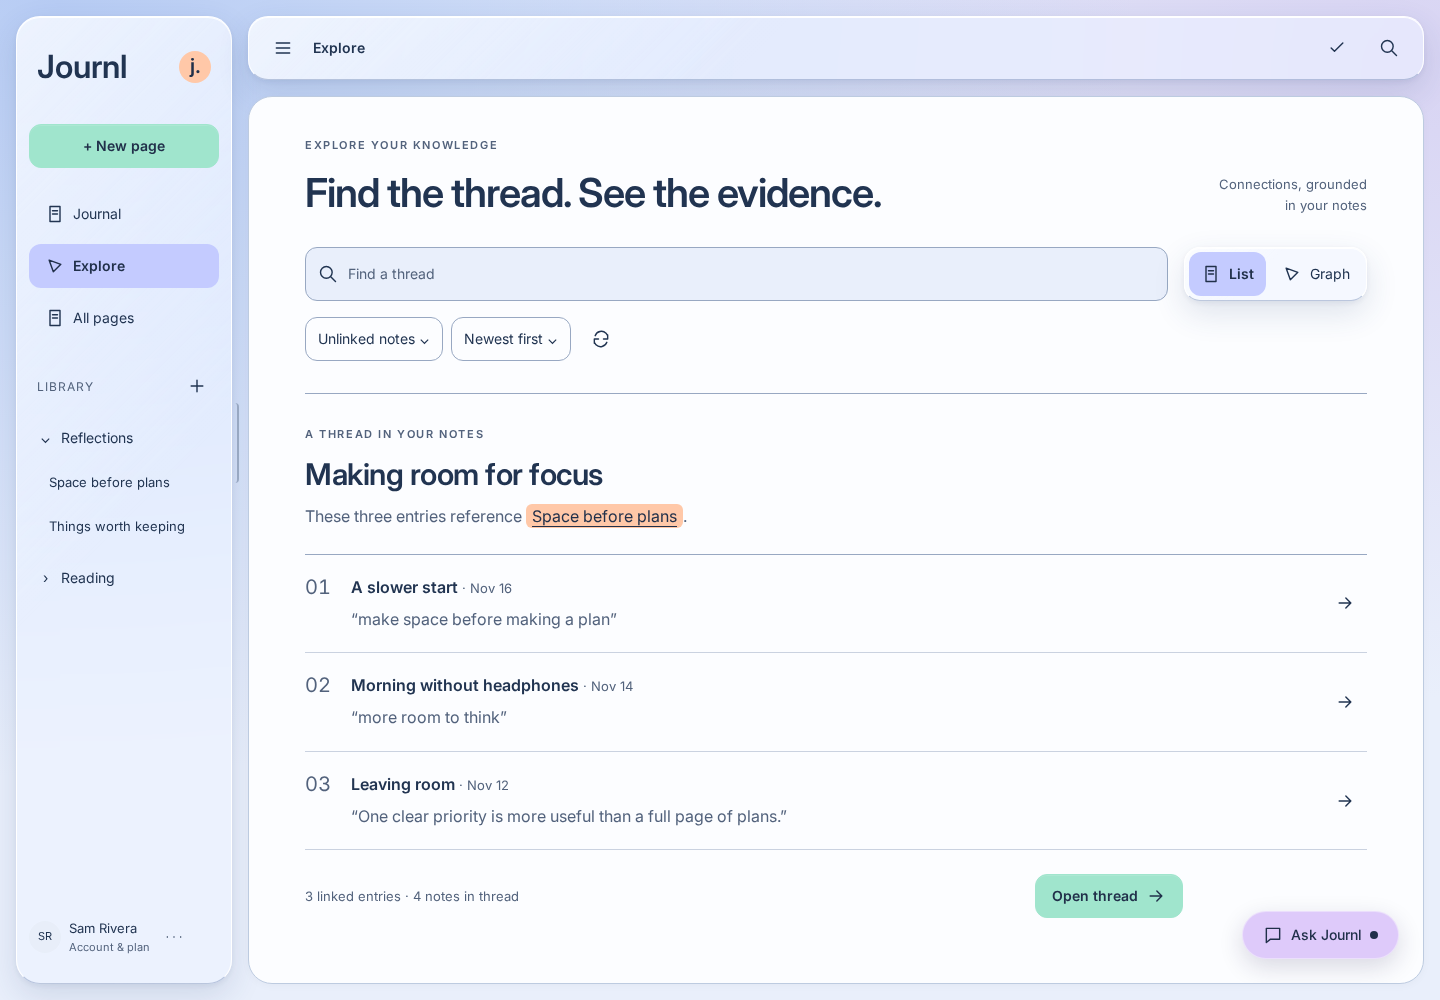 Journl
j.
+ New page
Journal
Explore
All pages
LIBRARY
Reflections
Space before plans
Things worth keeping
Reading
SR
Sam Rivera
Account & plan
...
Explore
EXPLORE YOUR KNOWLEDGE
Find the thread. See the evidence.
Connections, grounded
in your notes
Find a thread
List
Graph
Unlinked notes
Newest first
A THREAD IN YOUR NOTES
Making room for focus
These three entries reference Space before plans.
01 A slower start · Nov 16
“make space before making a plan”
02 Morning without headphones · Nov 14
“more room to think”
03 Leaving room · Nov 12
“One clear priority is more useful than a full page of plans.”
3 linked entries · 4 notes in thread
Open thread
Ask Journl